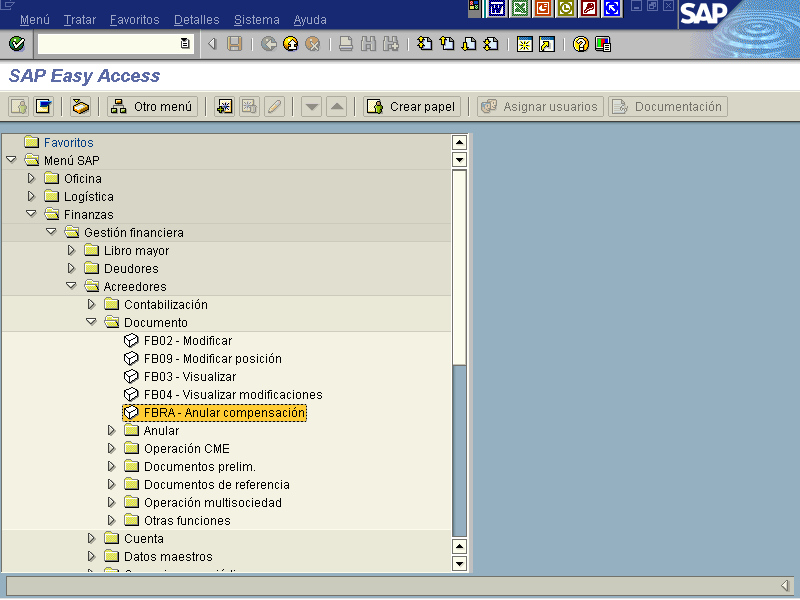 Menú Tratar Favoritos Detalles Sistema Ayuda
SAP
SAP Easy Access
Otro menú Crear papel Asignar usuarios Documentación
Favoritos
Menú SAP
Oficina
Logística
Finanzas
Gestión financiera
Libro mayor
Deudores
Acreedores
Contabilización
Documento
FB02 - Modificar
FB09 - Modificar posición
FB03 - Visualizar
FB04 - Visualizar modificaciones
FBRA - Anular compensación
Anular
Operación CME
Documentos prelim.
Documentos de referencia
Operación multisociedad
Otras funciones
Cuenta
Datos maestros